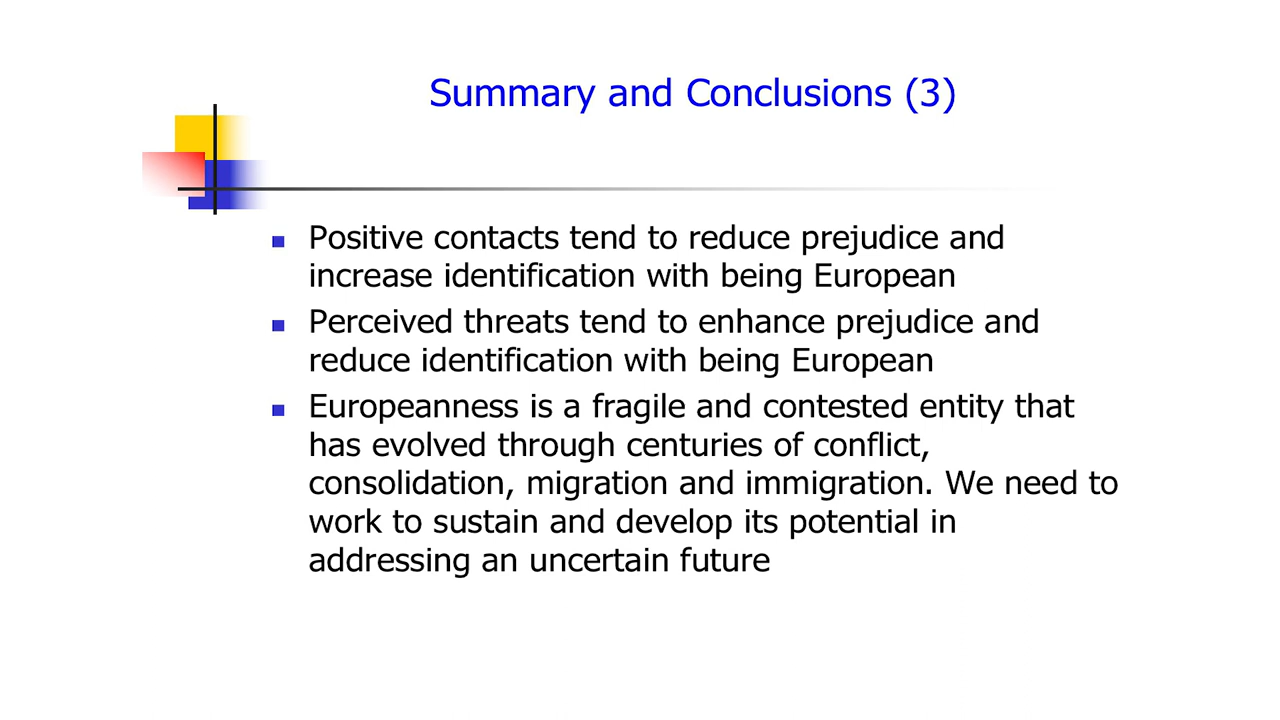 Summary and Conclusions (3)
Positive contacts tend to reduce prejudice and
increase identification with being European
Perceived threats tend to enhance prejudice and
reduce identification with being European
Europeanness is a fragile and contested entity that
has evolved through centuries of conflict,
consolidation, migration and immigration. We need to
work to sustain and develop its potential in
addressing an uncertain future